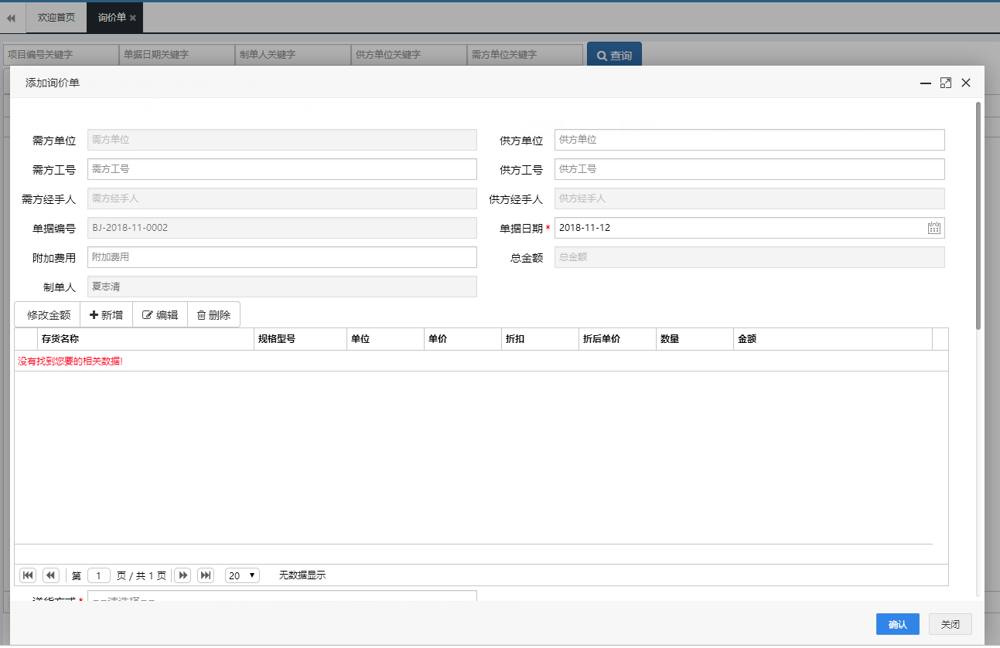 欢迎首页 询价单
项目编号关键字 单据日期关键字 制单人关键字 供方单位关键字 需方单位关键字 查询
添加询价单
需方单位 需方单位 供方单位 供方单位
需方工号 需方工号 供方工号 供方工号
需方经手人 需方经手人 供方经手人 供方经手人
单据编号 BJ-2018-11-0002 单据日期 * 2018-11-12
附加费用 附加费用 总金额 总金额
制单人 夏志清
修改金额 新增 编辑 删除
存货名称 规格型号 单位 单价 折扣 折后单价 数量 金额
没有找到您要的相关数据!
第 1 页 / 共 1 页 20 无数据显示
送货方式 * ==请选择==
确认 关闭